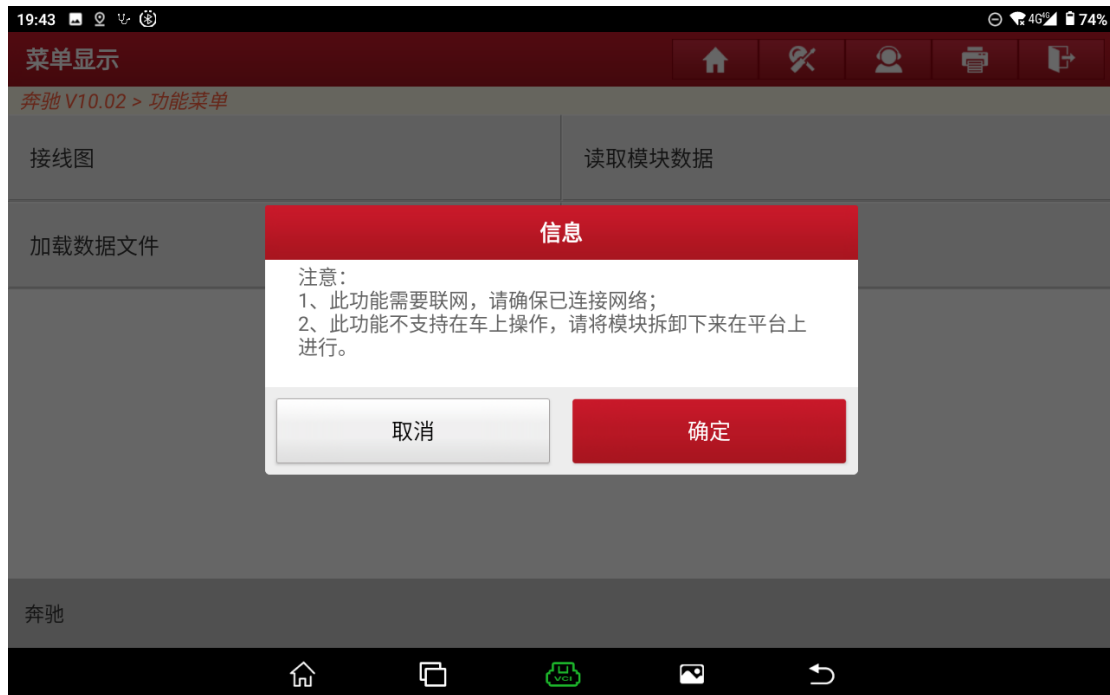 19:43
4G 4G 74%
菜单显示
奔驰 V10.02 > 功能菜单
接线图
读取模块数据
加载数据文件
信息
注意：
1、此功能需要联网，请确保已连接网络；
2、此功能不支持在车上操作，请将模块拆卸下来在平台上
进行。
取消
确定
奔驰
VCI